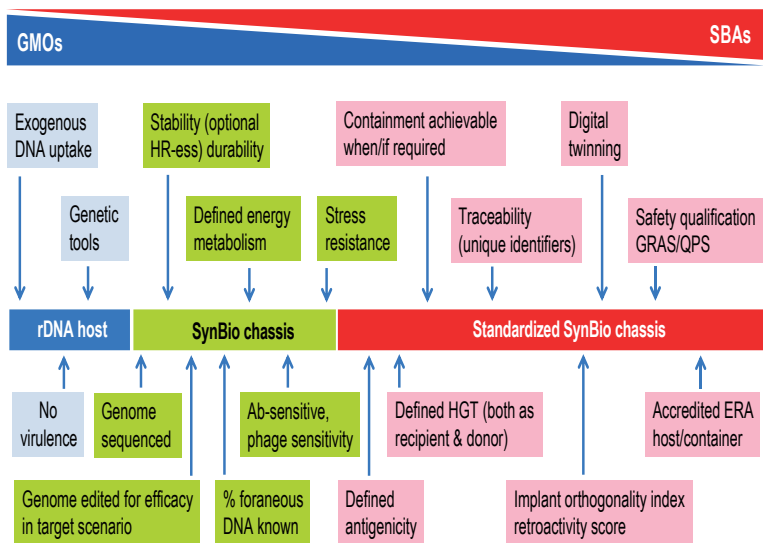 GMOs
SBAs
Exogenous
DNA uptake
Stability (optional
HR-ess) durability
Containment achievable
when/if required
Digital
twinning
Genetic
tools
Defined energy
metabolism
Stress
resistance
Traceability
(unique identifiers)
Safety qualification
GRAS/QPS
rDNA host
SynBio chassis
Standardized SynBio chassis
No
virulence
Genome
sequenced
Ab-sensitive,
phage sensitivity
Defined HGT (both as
recipient & donor)
Accredited ERA
host/container
Genome edited for efficacy
in target scenario
% foraneous
DNA known
Defined
antigenicity
Implant orthogonality index
retroactivity score